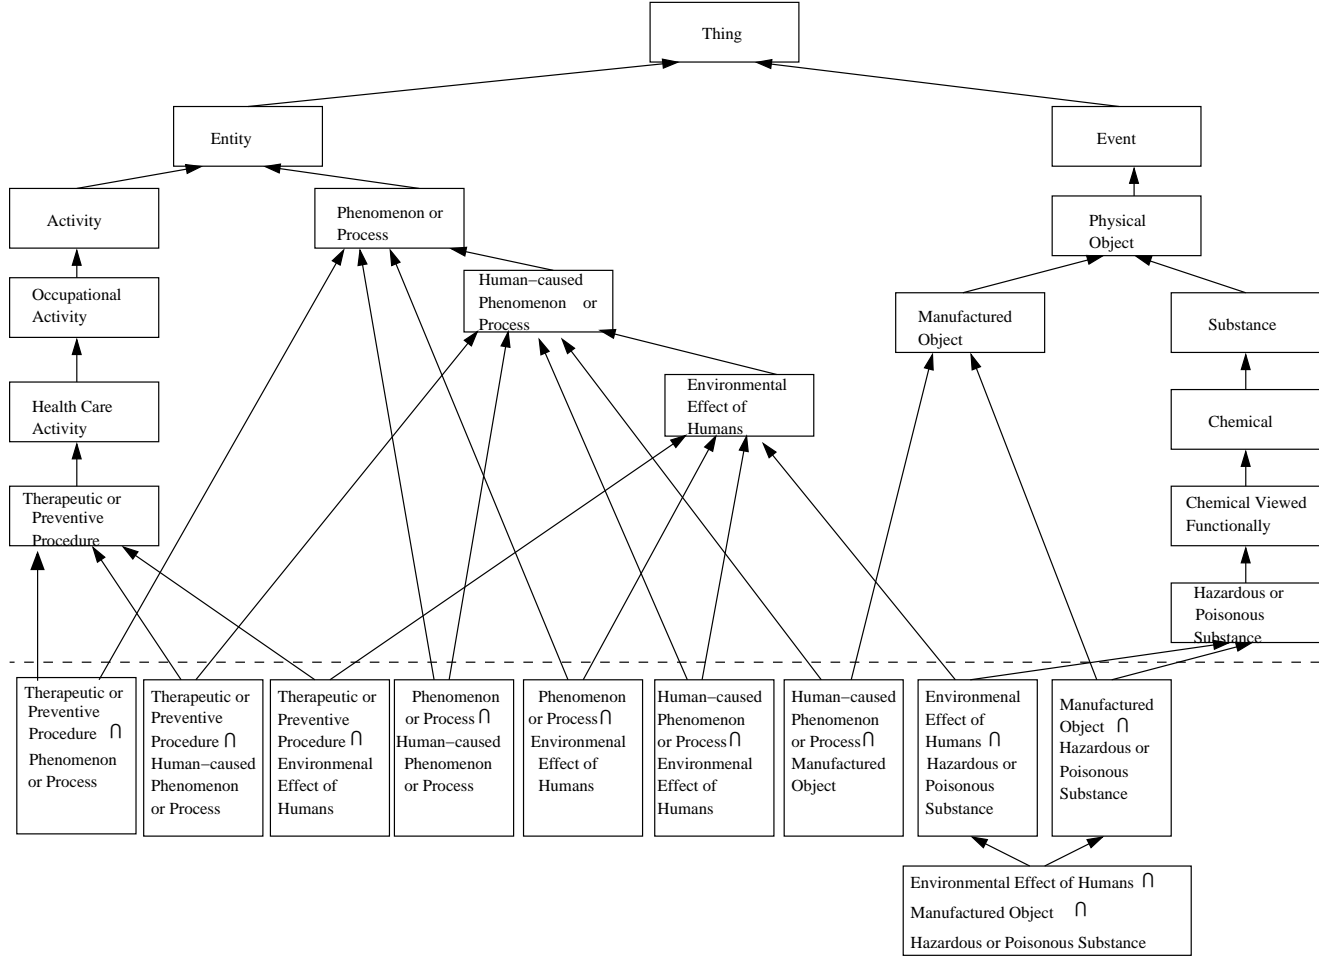 Thing
Entity
Event
Activity
Phenomenon or
Process
Physical
Object
Occupational
Activity
Human−caused
Phenomenon or
Process
Manufactured
Object
Substance
Health Care
Activity
Environmental
Effect of
Humans
Chemical
Therapeutic or
Preventive
Procedure
Chemical Viewed
Functionally
Hazardous or
Poisonous
Substance
Therapeutic or
Preventive
Procedure ∩
Phenomenon
or Process
Therapeutic or
Preventive
Procedure ∩
Human−caused
Phenomenon
or Process
Therapeutic or
Preventive
Procedure ∩
Environmenal
Effect of
Humans
Phenomenon
or Process ∩
Human−caused
Phenomenon
or Process
Phenomenon
or Process ∩
Environmenal
Effect of
Humans
Human−caused
Phenomenon
or Process ∩
Environmenal
Effect of
Humans
Human−caused
Phenomenon
or Process ∩
Manufactured
Object
Environmenal
Effect of
Humans ∩
Hazardous or
Poisonous
Substance
Manufactured
Object ∩
Hazardous or
Poisonous
Substance
Environmental Effect of Humans ∩
Manufactured Object ∩
Hazardous or Poisonous Substance